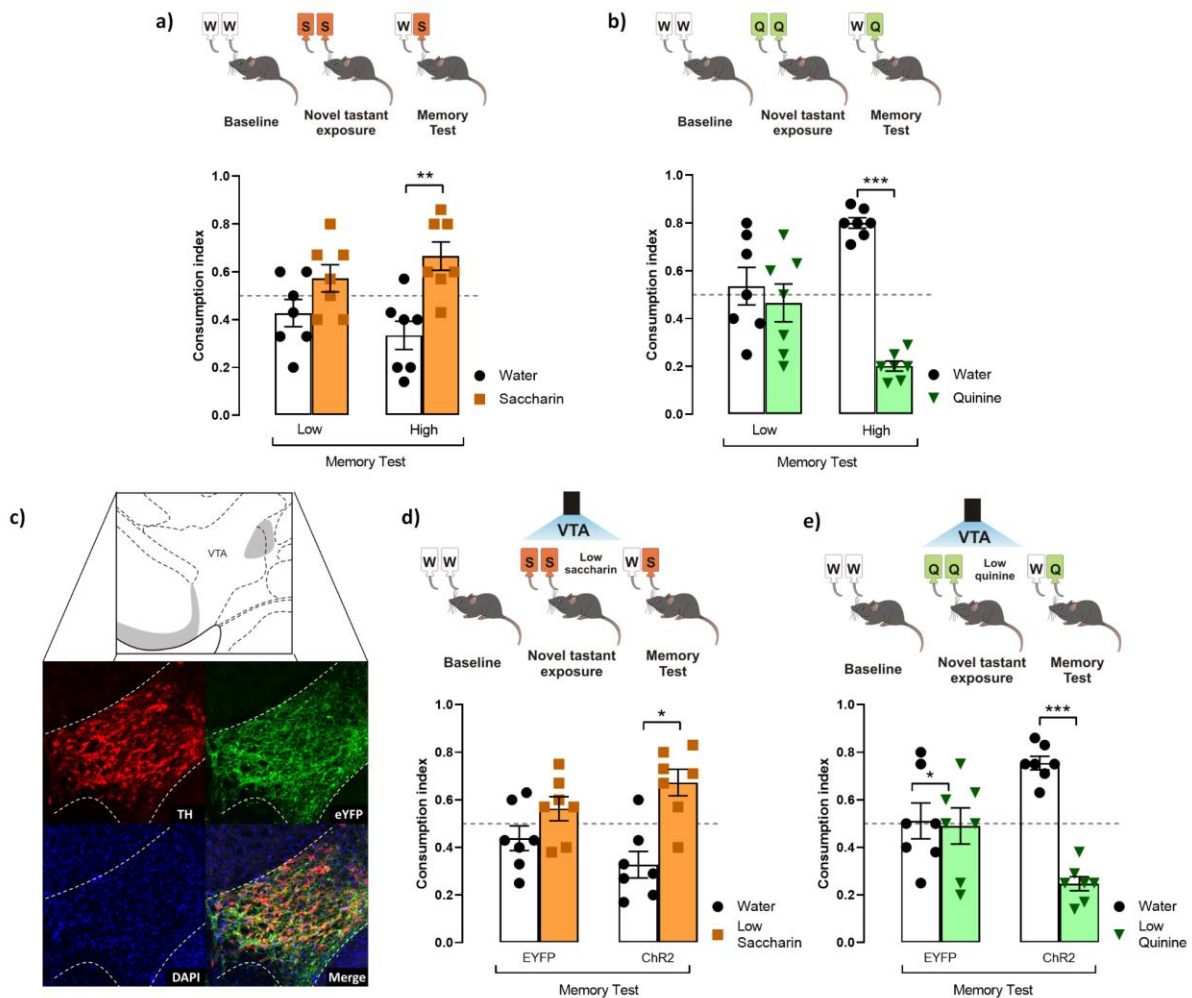 a)
W W
S S
W S
Baseline
Novel tastant
exposure
Memory
Test
Consumption index
1.0
0.8
0.6
0.4
0.2
0.0
**
Water
Saccharin
Low
High
Memory Test
b)
W W
Q Q
W Q
Baseline
Novel tastant
exposure
Memory
Test
Consumption index
1.0
0.8
0.6
0.4
0.2
0.0
***
Water
Quinine
Low
High
Memory Test
c)
VTA
TH
eYFP
DAPI
Merge
d)
VTA
W W
S S
Low
saccharin
W S
Baseline
Novel tastant
exposure
Memory
Test
Consumption index
1.0
0.8
0.6
0.4
0.2
0.0
*
Water
Low
Saccharin
EYFP
ChR2
Memory Test
e)
VTA
W W
Q Q
Low
quinine
W Q
Baseline
Novel tastant
exposure
Memory
Test
Consumption index
1.0
0.8
0.6
0.4
0.2
0.0
*
***
Water
Low
Quinine
EYFP
ChR2
Memory Test